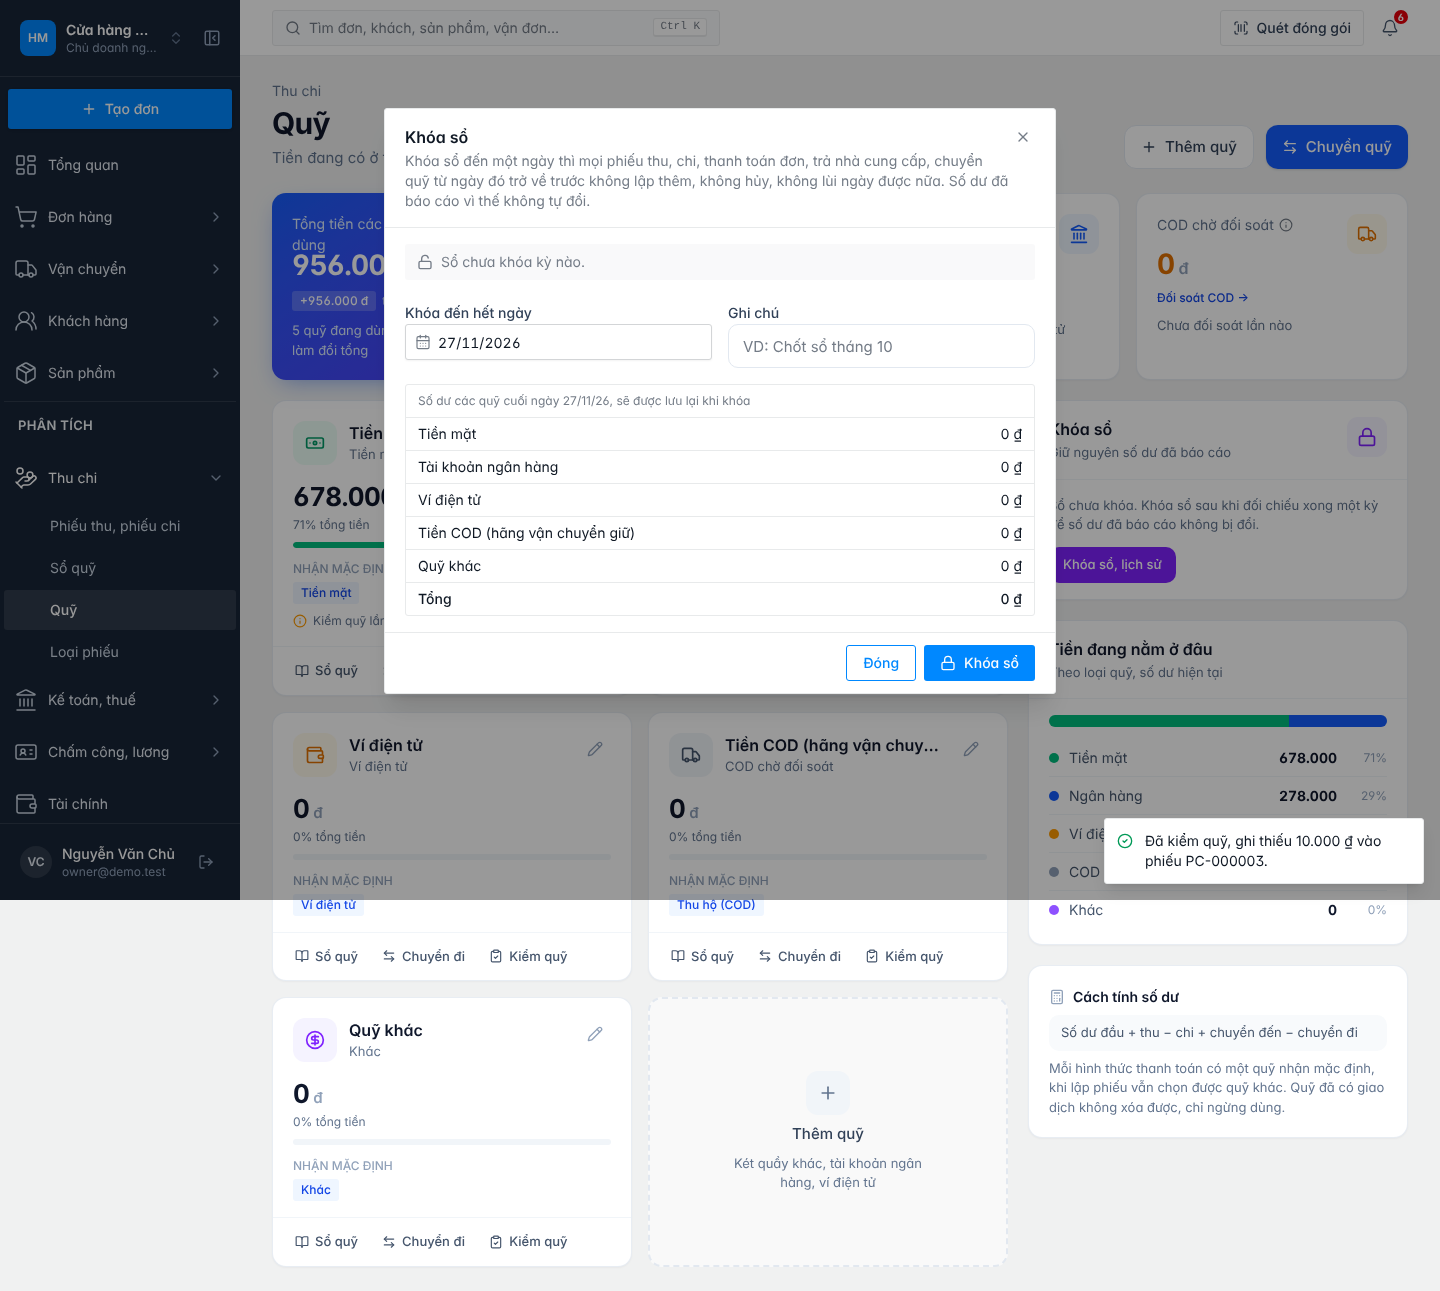 HM
Cửa hàng ...
Chủ doanh ng...
Tạo đơn
Tổng quan
Đơn hàng
Vận chuyển
Khách hàng
Sản phẩm
PHÂN TÍCH
Thu chi
Phiếu thu, phiếu chi
Sổ quỹ
Quỹ
Loại phiếu
Kế toán, thuế
Chấm công, lương
Tài chính
VC
Nguyễn Văn Chủ
owner@demo.test
Tìm đơn, khách, sản phẩm, vận đơn...
Ctrl K
Quét đóng gói
6
Thu chi
Quỹ
Tiền đang có ở
Thêm quỹ
Chuyển quỹ
Tổng tiền các
dùng
956.00
+956.000 đ
5 quỹ đang dùn
làm đổi tổng
COD chờ đối soát
0 đ
Đối soát COD →
Chưa đối soát lần nào
Khóa sổ
Khóa sổ đến một ngày thì mọi phiếu thu, chi, thanh toán đơn, trả nhà cung cấp, chuyển
quỹ từ ngày đó trở về trước không lập thêm, không hủy, không lùi ngày được nữa. Số dư đã
báo cáo vì thế không tự đổi.
Sổ chưa khóa kỳ nào.
Khóa đến hết ngày
27/11/2026
Ghi chú
VD: Chốt sổ tháng 10
Số dư các quỹ cuối ngày 27/11/26, sẽ được lưu lại khi khóa
Tiền mặt 0 ₫
Tài khoản ngân hàng 0 ₫
Ví điện tử 0 ₫
Tiền COD (hãng vận chuyển giữ) 0 ₫
Quỹ khác 0 ₫
Tổng 0 ₫
Đóng
Khóa sổ
Tiền
Tiền
678.000
71% tổng tiền
NHẬN MẶC ĐỊNH
Tiền mặt
Kiểm quỹ lần
Sổ quỹ
Khóa sổ
Giữ nguyên số dư đã báo cáo
Sổ chưa khóa. Khóa sổ sau khi đối chiếu xong một kỳ
để số dư đã báo cáo không bị đổi.
Khóa sổ, lịch sử
Tiền đang nằm ở đâu
Theo loại quỹ, số dư hiện tại
Tiền mặt 678.000 71%
Ngân hàng 278.000 29%
Ví điệ
COD
Khác 0 0%
Đã kiểm quỹ, ghi thiếu 10.000 ₫ vào
phiếu PC-000003.
Ví điện tử
Ví điện tử
0 đ
0% tổng tiền
NHẬN MẶC ĐỊNH
Ví điện tử
Sổ quỹ
Chuyển đi
Kiểm quỹ
Tiền COD (hãng vận chuy...
COD chờ đối soát
0 đ
0% tổng tiền
NHẬN MẶC ĐỊNH
Thu hộ (COD)
Sổ quỹ
Chuyển đi
Kiểm quỹ
Quỹ khác
Khác
0 đ
0% tổng tiền
NHẬN MẶC ĐỊNH
Khác
Sổ quỹ
Chuyển đi
Kiểm quỹ
Thêm quỹ
Két quầy khác, tài khoản ngân
hàng, ví điện tử
Cách tính số dư
Số dư đầu + thu − chi + chuyển đến − chuyển đi
Mỗi hình thức thanh toán có một quỹ nhận mặc định,
khi lập phiếu vẫn chọn được quỹ khác. Quỹ đã có giao
dịch không xóa được, chỉ ngừng dùng.